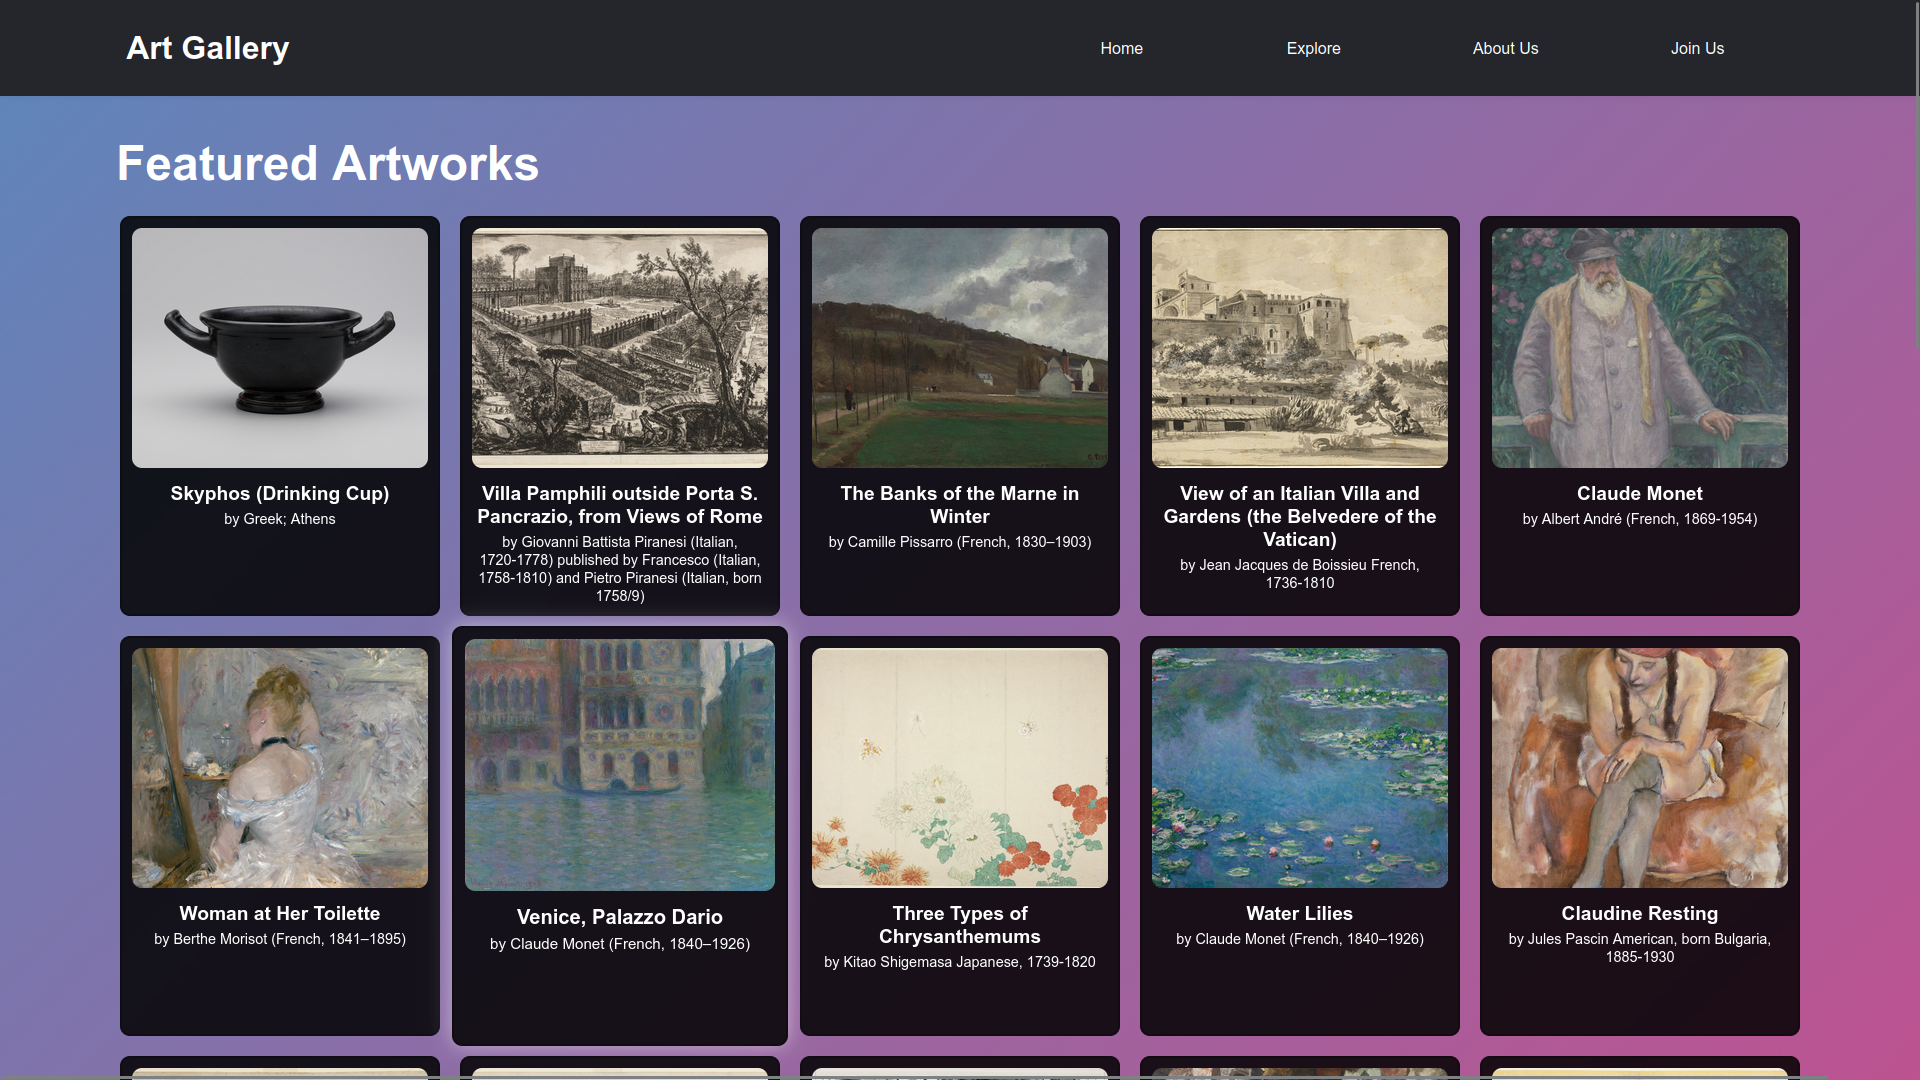 Art Gallery
Home
Explore
About Us
Join Us
Featured Artworks
Skyphos (Drinking Cup)
by Greek; Athens
Villa Pamphili outside Porta S.
Pancrazio, from Views of Rome
by Giovanni Battista Piranesi (Italian,
1720-1778) published by Francesco (Italian,
1758-1810) and Pietro Piranesi (Italian, born
1758/9)
The Banks of the Marne in
Winter
by Camille Pissarro (French, 1830–1903)
View of an Italian Villa and
Gardens (the Belvedere of the
Vatican)
by Jean Jacques de Boissieu French,
1736-1810
Claude Monet
by Albert André (French, 1869-1954)
Woman at Her Toilette
by Berthe Morisot (French, 1841–1895)
Venice, Palazzo Dario
by Claude Monet (French, 1840–1926)
Three Types of
Chrysanthemums
by Kitao Shigemasa Japanese, 1739-1820
Water Lilies
by Claude Monet (French, 1840–1926)
Claudine Resting
by Jules Pascin American, born Bulgaria,
1885-1930